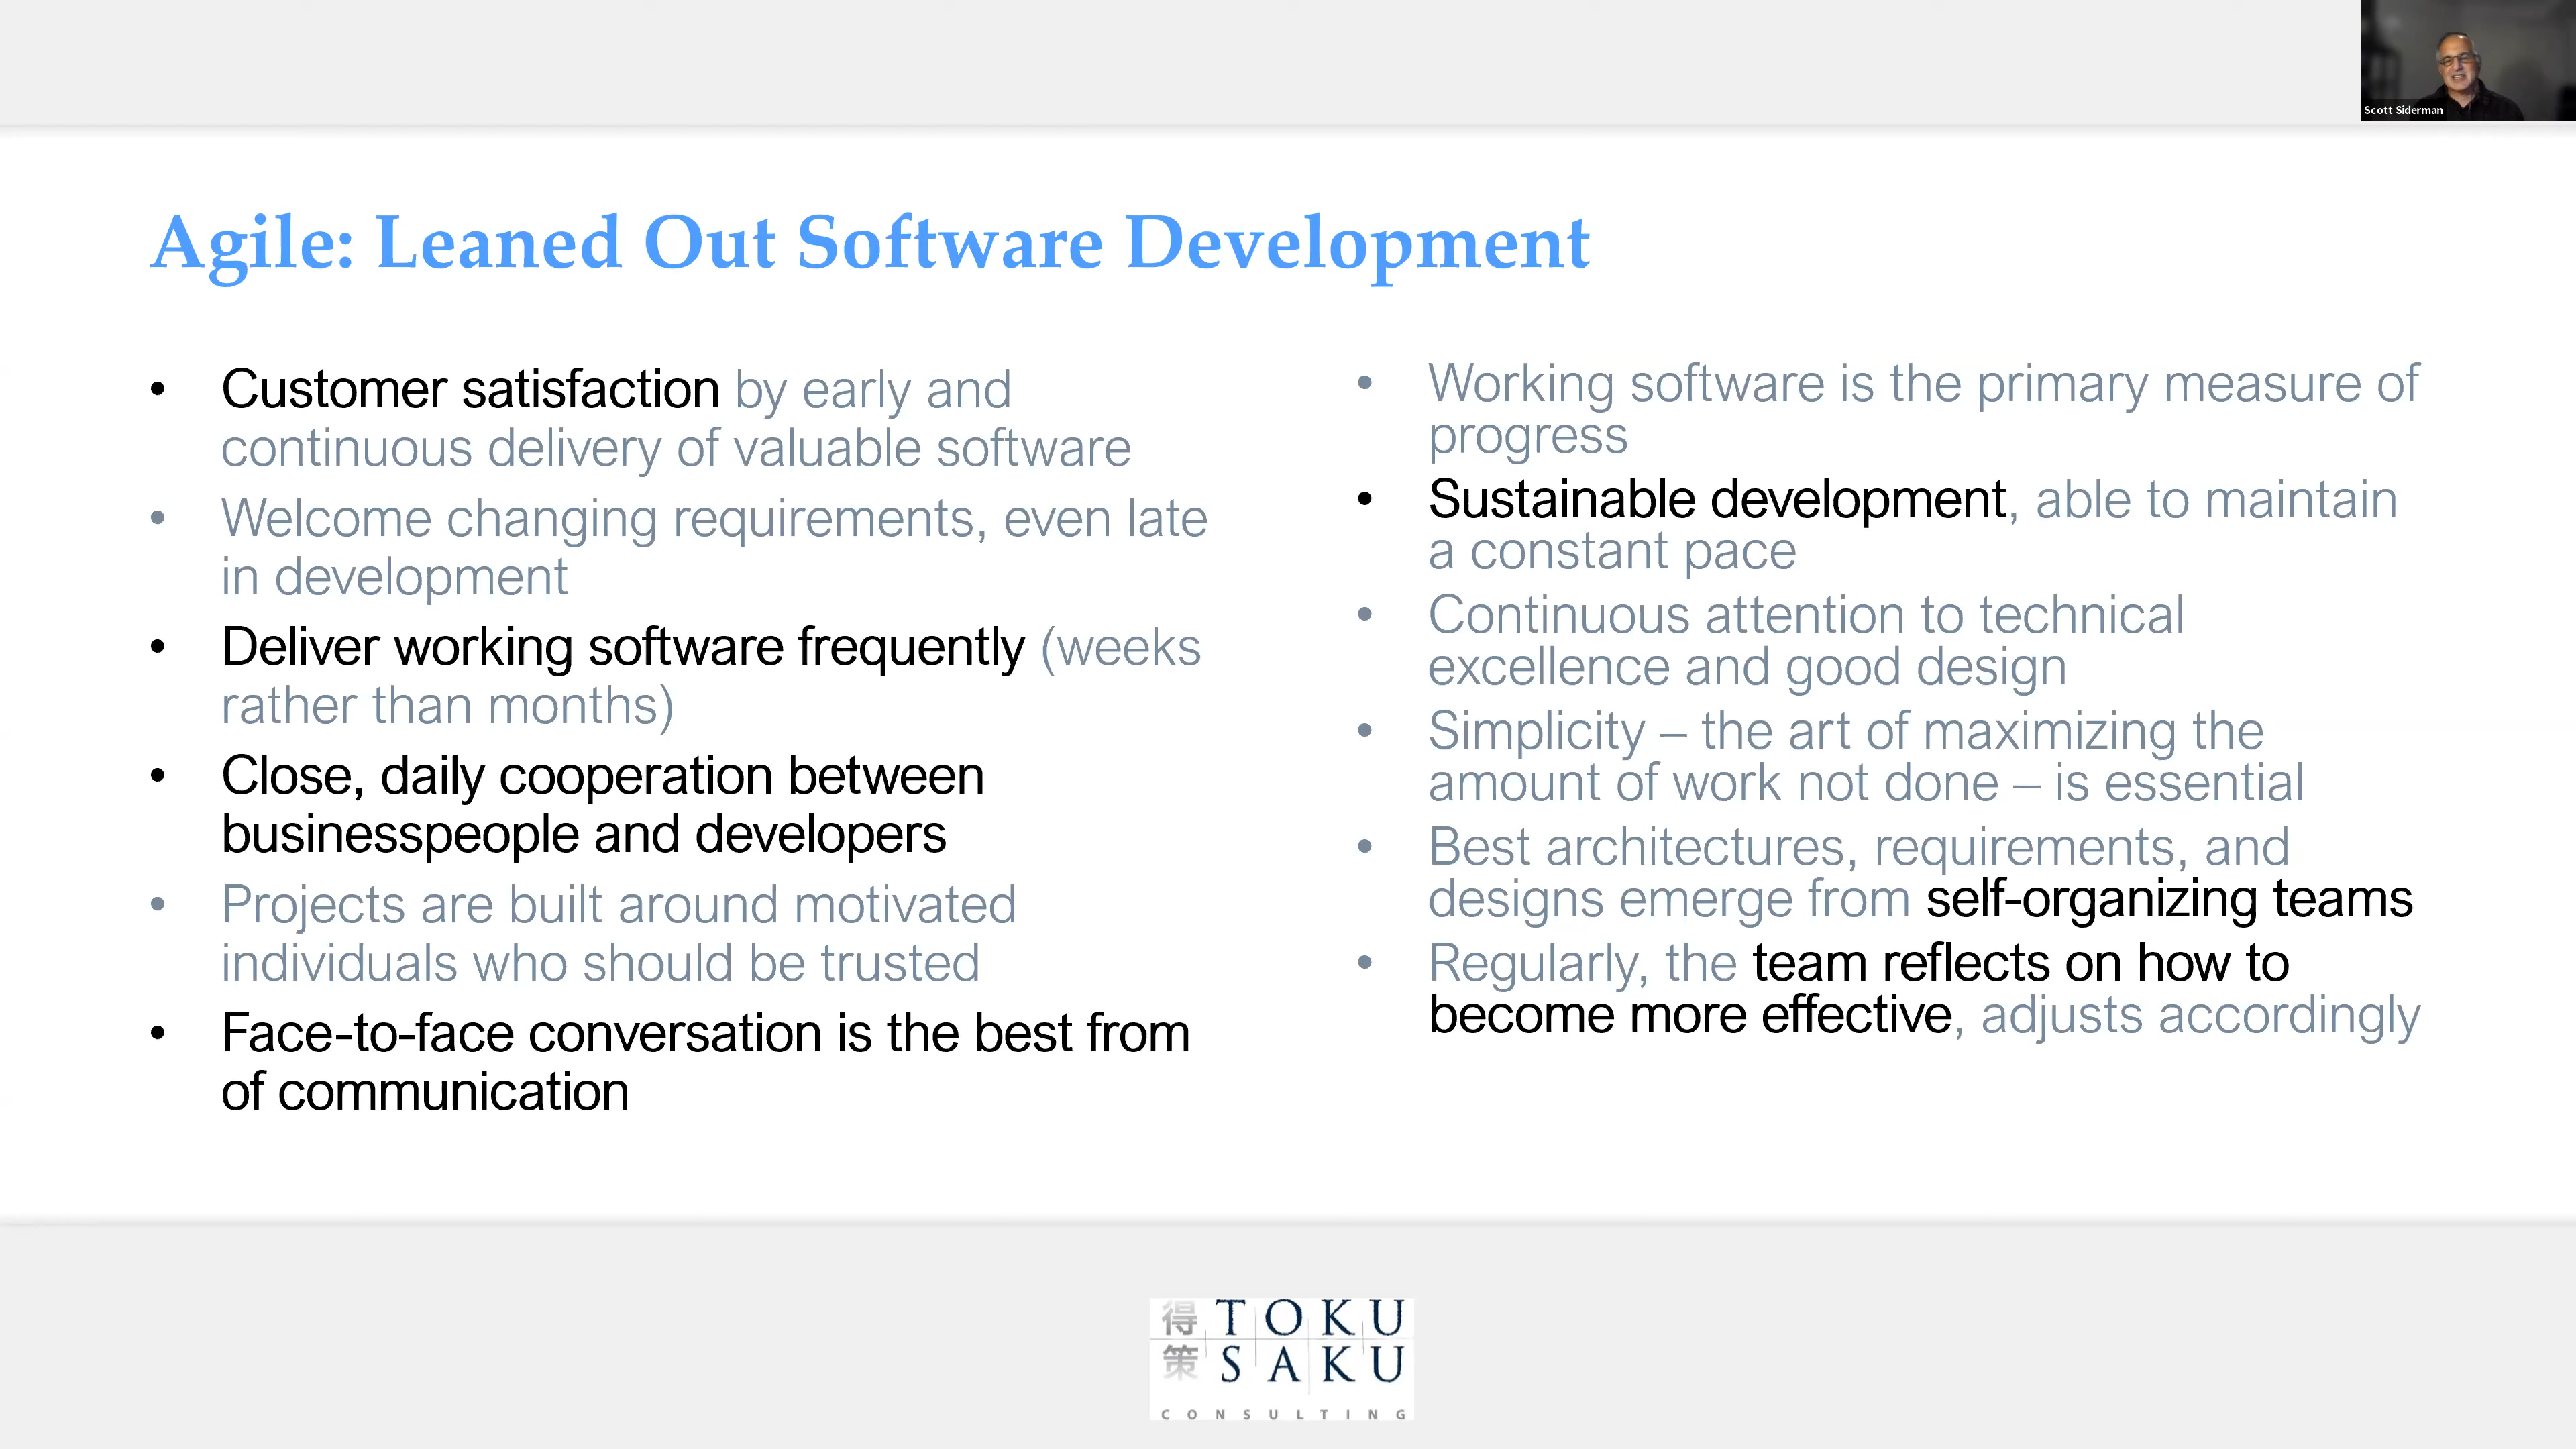 Scott Siderman
Agile: Leaned Out Software Development
• Customer satisfaction by early and
continuous delivery of valuable software
• Welcome changing requirements, even late
in development
• Deliver working software frequently (weeks
rather than months)
• Close, daily cooperation between
businesspeople and developers
• Projects are built around motivated
individuals who should be trusted
• Face-to-face conversation is the best from
of communication
• Working software is the primary measure of
progress
• Sustainable development, able to maintain
a constant pace
• Continuous attention to technical
excellence and good design
• Simplicity – the art of maximizing the
amount of work not done – is essential
• Best architectures, requirements, and
designs emerge from self-organizing teams
• Regularly, the team reflects on how to
become more effective, adjusts accordingly
得 TOKU
策 SAKU
CONSULTING